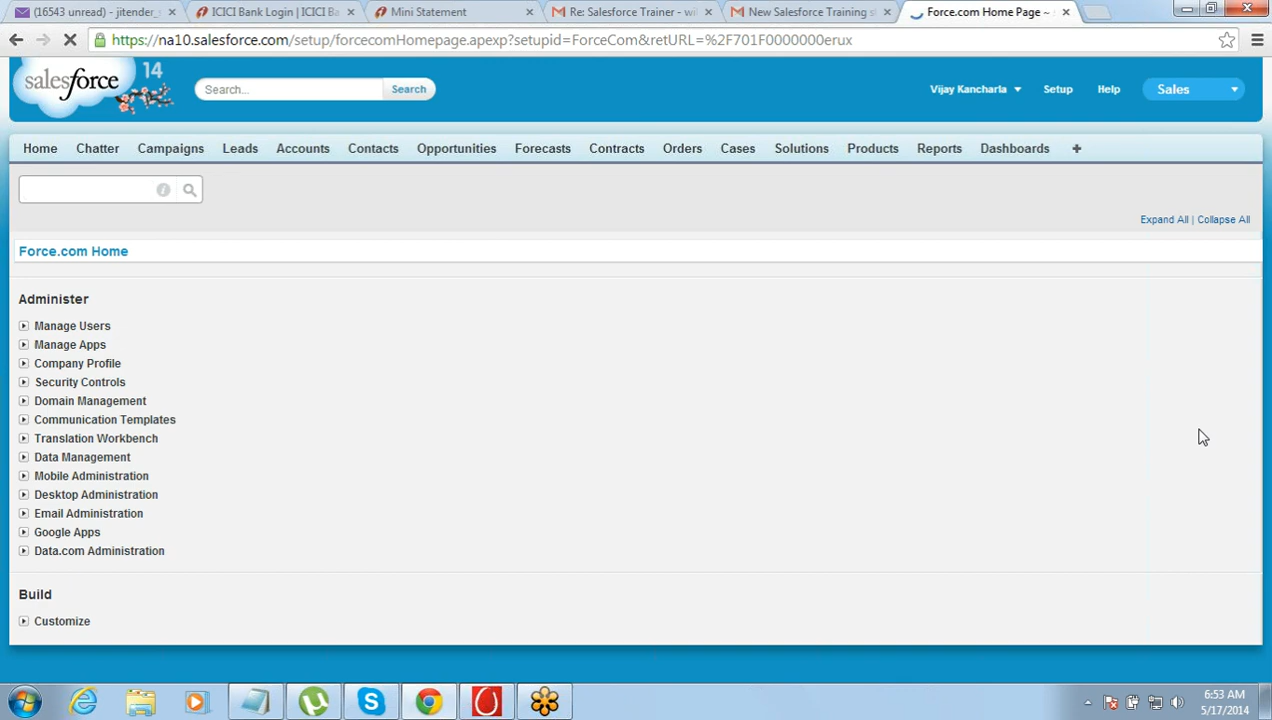 (16543 unread) - jitender_
ICICI Bank Login | ICICI Ba
Mini Statement
Re: Salesforce Trainer - wi
New Salesforce Training s
Force.com Home Page ~
https://na10.salesforce.com/setup/forcecomHomepage.apexp?setupid=ForceCom&retURL=%2F701F0000000erux
salesforce 14
Search... Search
Vijay Kancharla Setup Help Sales
Home Chatter Campaigns Leads Accounts Contacts Opportunities Forecasts Contracts Orders Cases Solutions Products Reports Dashboards +
Expand All | Collapse All
Force.com Home
Administer
Manage Users
Manage Apps
Company Profile
Security Controls
Domain Management
Communication Templates
Translation Workbench
Data Management
Mobile Administration
Desktop Administration
Email Administration
Google Apps
Data.com Administration
Build
Customize
6:53 AM
5/17/2014